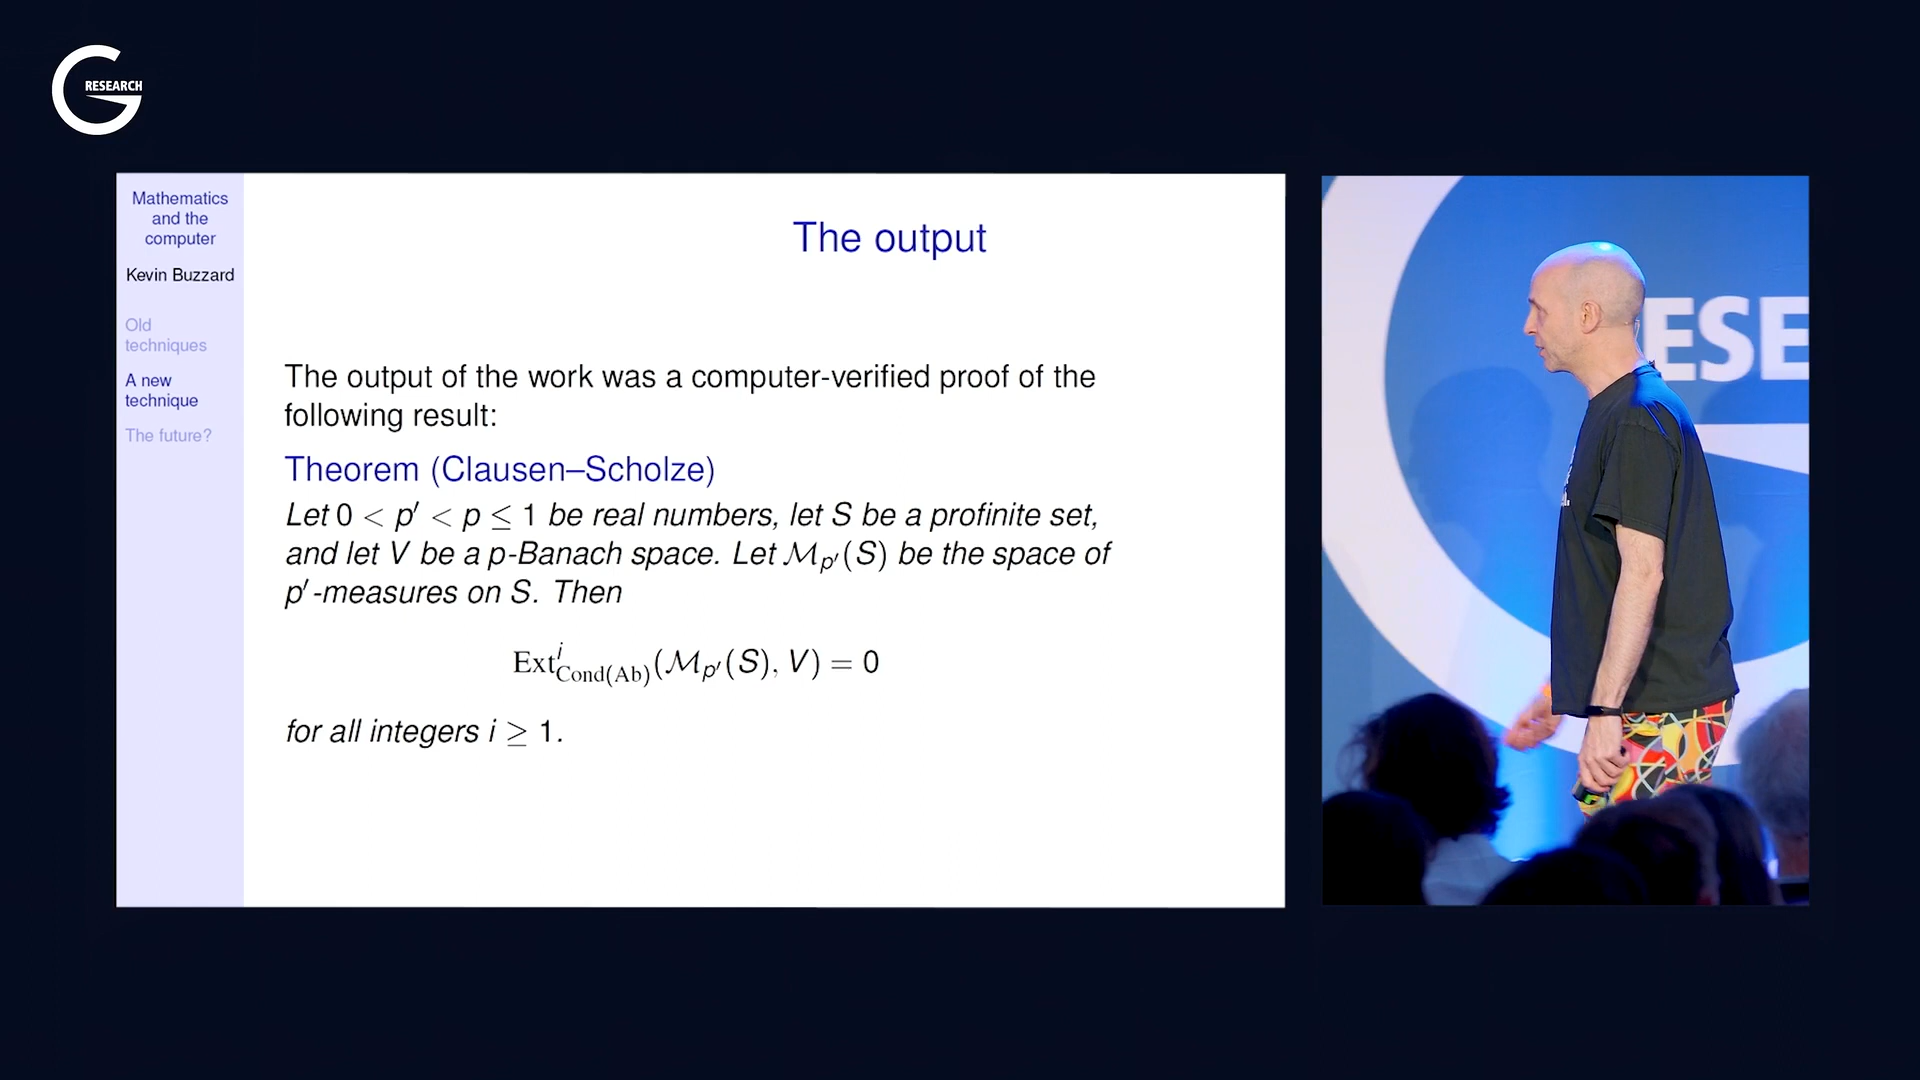 RESEARCH
Mathematics
and the
computer
Kevin Buzzard
Old
techniques
A new
technique
The future?
The output
The output of the work was a computer-verified proof of the
following result:
Theorem (Clausen–Scholze)
Let 0 < p′ < p ≤ 1 be real numbers, let S be a profinite set,
and let V be a p-Banach space. Let ℳ_{p′}(S) be the space of
p′-measures on S. Then
Ext^i_{Cond(Ab)}(ℳ_{p′}(S), V) = 0
for all integers i ≥ 1.
ESE